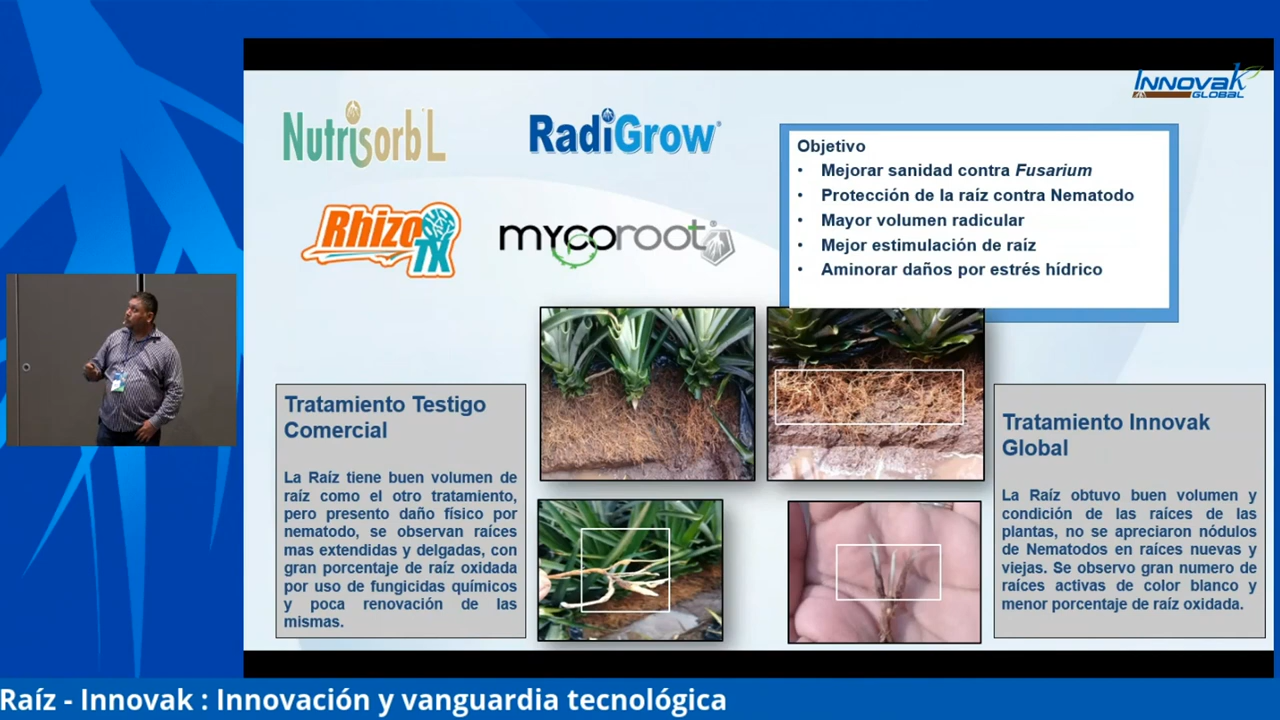 INNOVAK
GLOBAL
Nutrisorb L
RadiGrow
Rhizo
TX
mycoroot
Objetivo
• Mejorar sanidad contra Fusarium
• Protección de la raíz contra Nematodo
• Mayor volumen radicular
• Mejor estimulación de raíz
• Aminorar daños por estrés hídrico
Tratamiento Testigo
Comercial
La Raíz tiene buen volumen de
raíz como el otro tratamiento,
pero presento daño físico por
nematodo, se observan raíces
mas extendidas y delgadas, con
gran porcentaje de raíz oxidada
por uso de fungicidas químicos
y poca renovación de las
mismas.
Tratamiento Innovak
Global
La Raíz obtuvo buen volumen y
condición de las raíces de las
plantas, no se apreciaron nódulos
de Nematodos en raíces nuevas y
viejas. Se observo gran numero de
raíces activas de color blanco y
menor porcentaje de raíz oxidada.
Raíz - Innovak : Innovación y vanguardia tecnológica